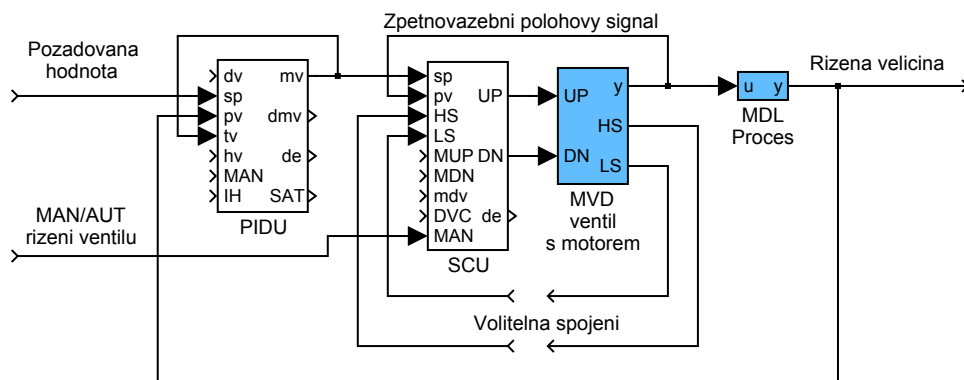 Zpetnovazebni polohovy signal
Pozadovana
hodnota
Rizena velicina
dv
mv
sp
pv
dmv
tv
hv
de
MAN
IH
SAT
PIDU
sp
pv
UP
HS
LS
MUP
DN
MDN
mdv
DVC
de
MAN
SCU
y
UP
HS
DN
LS
MVD
ventil
s motorem
u
y
MDL
Proces
MAN/AUT
rizeni ventilu
Volitelna spojeni